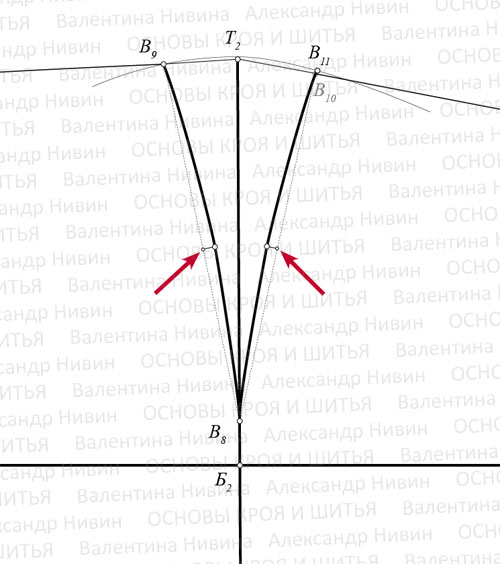 Валентина Нивина Александр Нивин
ОСНОВЫ КРОЯ И ШИТЬЯ
В9
Т2
В11
В10
В8
Б2